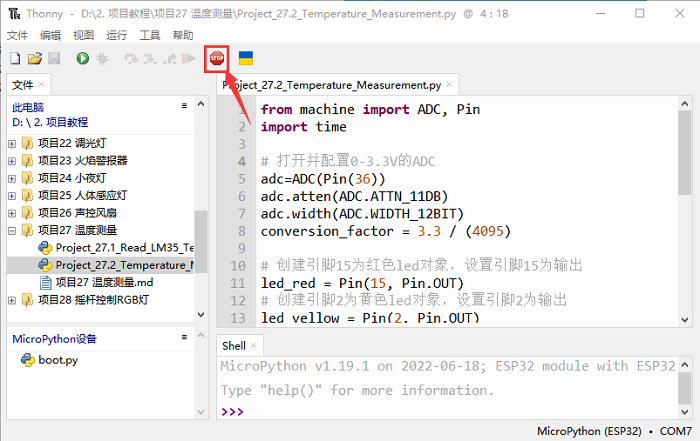 Thonny - D:\2. 项目教程\项目27 温度测量\Project_27.2_Temperature_Measurement.py @ 4 : 18
文件 编辑 视图 运行 工具 帮助
STOP
文件 ×
此电脑
D: \ 2. 项目教程
项目22 调光灯
项目23 火焰警报器
项目24 小夜灯
项目25 人体感应灯
项目26 声控风扇
项目27 温度测量
Project_27.1_Read_LM35_Te
Project_27.2_Temperature_M
项目27 温度测量.md
项目28 摇杆控制RGB灯
MicroPython设备
boot.py
Project_27.2_Temperature_Measurement.py ×
1 from machine import ADC, Pin
2 import time
3
4 # 打开并配置0-3.3V的ADC
5 adc=ADC(Pin(36))
6 adc.atten(ADC.ATTN_11DB)
7 adc.width(ADC.WIDTH_12BIT)
8 conversion_factor = 3.3 / (4095)
9
10 # 创建引脚15为红色led对象，设置引脚15为输出
11 led_red = Pin(15, Pin.OUT)
12 # 创建引脚2为黄色led对象，设置引脚2为输出
13 led_yellow = Pin(2, Pin.OUT)
Shell ×
MicroPython v1.19.1 on 2022-06-18; ESP32 module with ESP32
Type "help()" for more information.
>>>
MicroPython (ESP32) • COM7